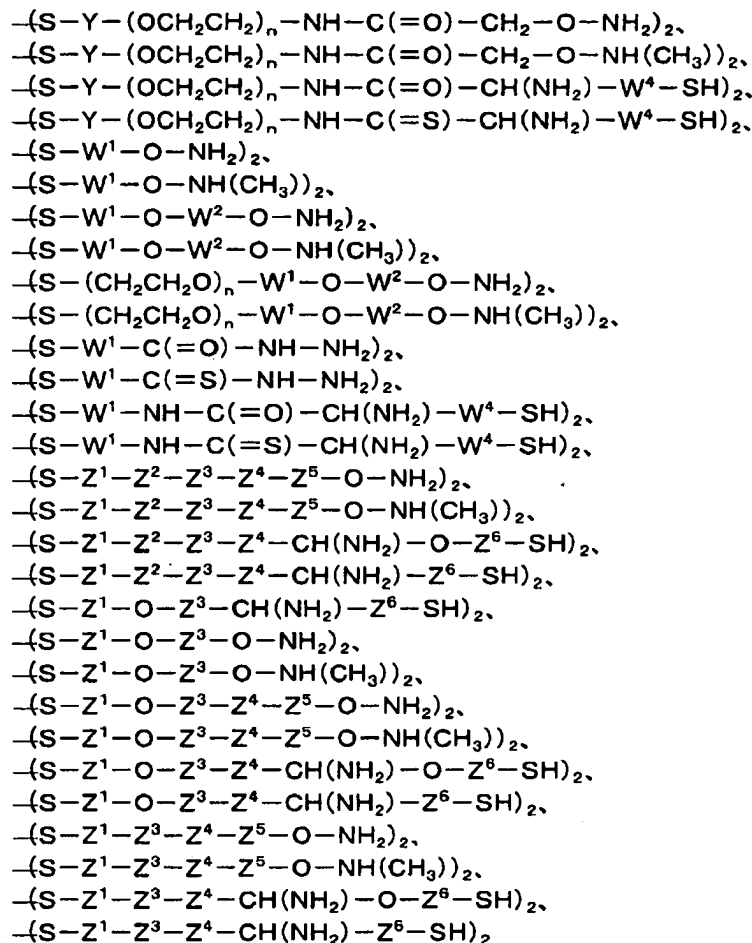 —(S—Y—(OCH₂CH₂)ₙ—NH—C(=O)—CH₂—O—NH₂)₂、
—(S—Y—(OCH₂CH₂)ₙ—NH—C(=O)—CH₂—O—NH(CH₃))₂、
—(S—Y—(OCH₂CH₂)ₙ—NH—C(=O)—CH(NH₂)—W⁴—SH)₂、
—(S—Y—(OCH₂CH₂)ₙ—NH—C(=S)—CH(NH₂)—W⁴—SH)₂、
—(S—W¹—O—NH₂)₂、
—(S—W¹—O—NH(CH₃))₂、
—(S—W¹—O—W²—O—NH₂)₂、
—(S—W¹—O—W²—O—NH(CH₃))₂、
—(S—(CH₂CH₂O)ₙ—W¹—O—W²—O—NH₂)₂、
—(S—(CH₂CH₂O)ₙ—W¹—O—W²—O—NH(CH₃))₂、
—(S—W¹—C(=O)—NH—NH₂)₂、
—(S—W¹—C(=S)—NH—NH₂)₂、
—(S—W¹—NH—C(=O)—CH(NH₂)—W⁴—SH)₂、
—(S—W¹—NH—C(=S)—CH(NH₂)—W⁴—SH)₂、
—(S—Z¹—Z²—Z³—Z⁴—Z⁵—O—NH₂)₂、
—(S—Z¹—Z²—Z³—Z⁴—Z⁵—O—NH(CH₃))₂、
—(S—Z¹—Z²—Z³—Z⁴—CH(NH₂)—O—Z⁶—SH)₂、
—(S—Z¹—Z²—Z³—Z⁴—CH(NH₂)—Z⁶—SH)₂、
—(S—Z¹—O—Z³—CH(NH₂)—Z⁶—SH)₂、
—(S—Z¹—O—Z³—O—NH₂)₂、
—(S—Z¹—O—Z³—O—NH(CH₃))₂、
—(S—Z¹—O—Z³—Z⁴—Z⁵—O—NH₂)₂、
—(S—Z¹—O—Z³—Z⁴—Z⁵—O—NH(CH₃))₂、
—(S—Z¹—O—Z³—Z⁴—CH(NH₂)—O—Z⁶—SH)₂、
—(S—Z¹—O—Z³—Z⁴—CH(NH₂)—Z⁶—SH)₂、
—(S—Z¹—Z³—Z⁴—Z⁵—O—NH₂)₂、
—(S—Z¹—Z³—Z⁴—Z⁵—O—NH(CH₃))₂、
—(S—Z¹—Z³—Z⁴—CH(NH₂)—O—Z⁶—SH)₂、
—(S—Z¹—Z³—Z⁴—CH(NH₂)—Z⁶—SH)₂